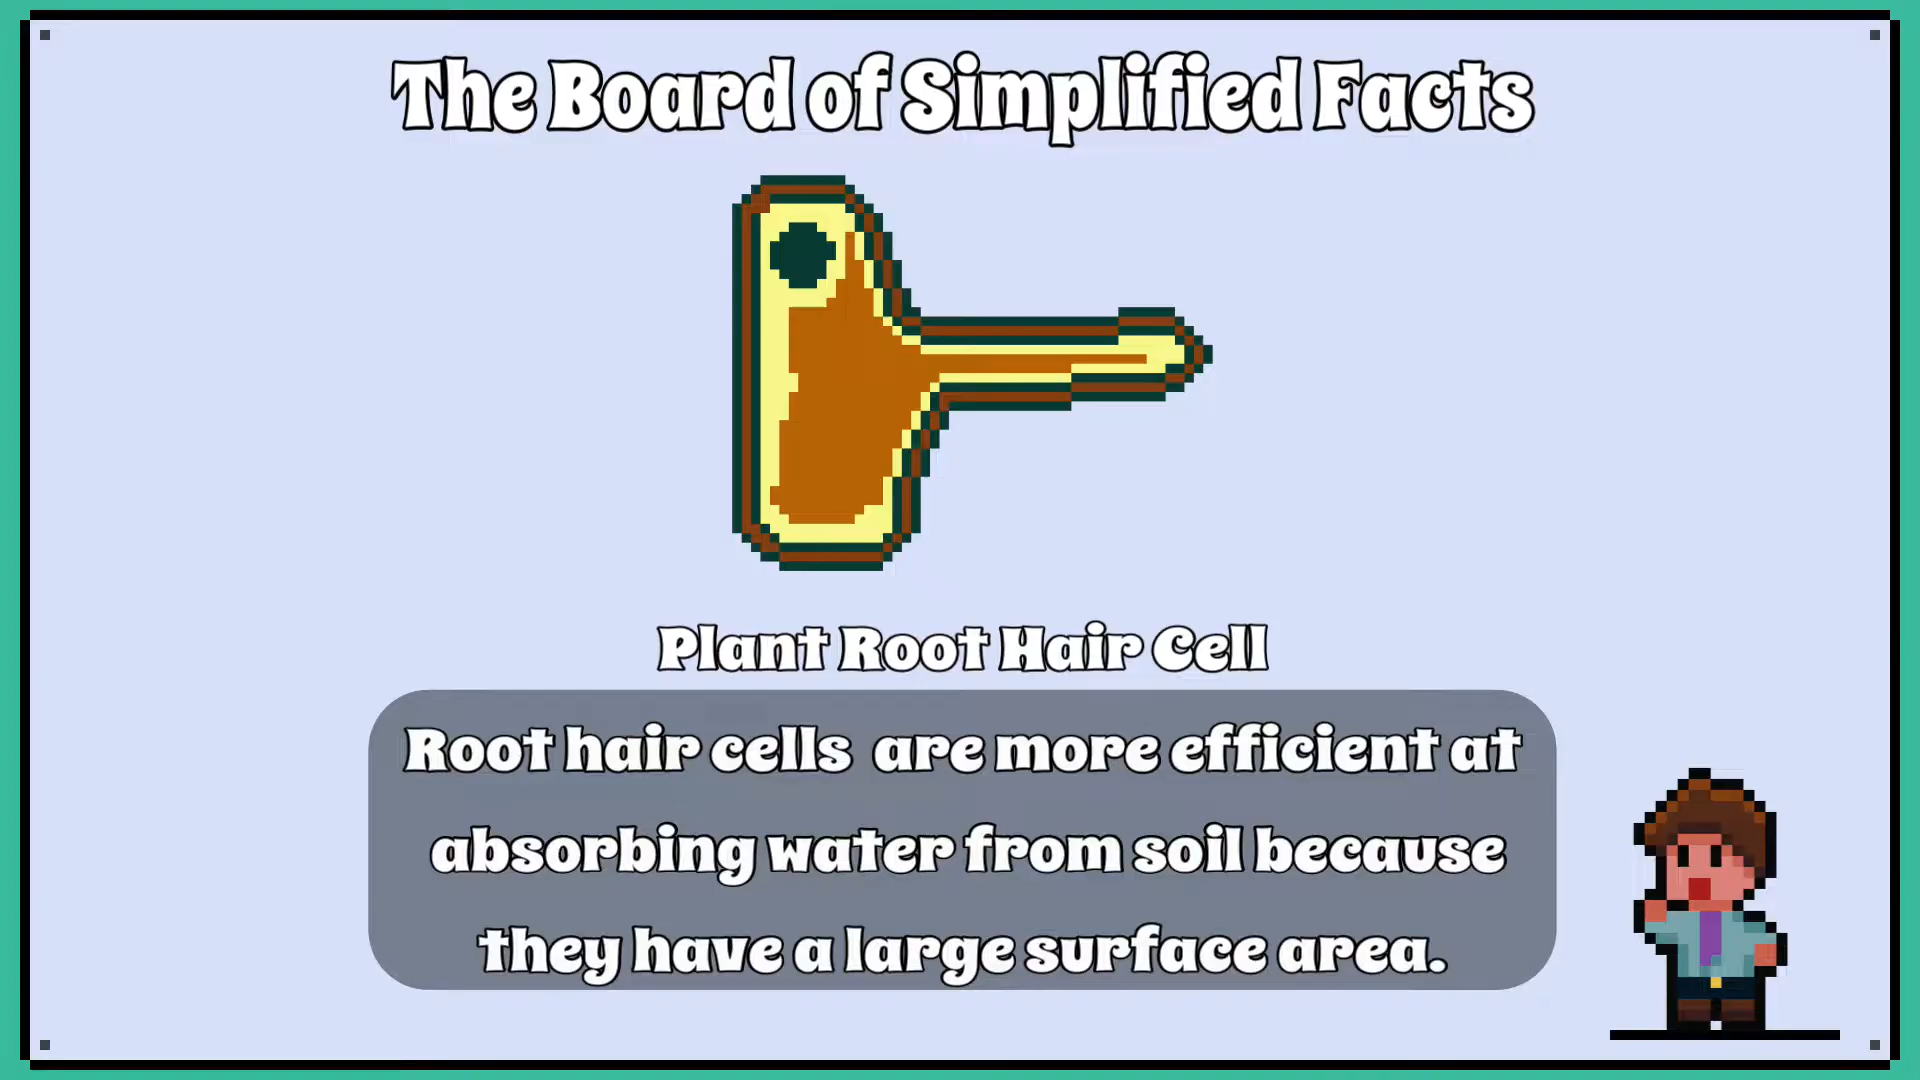 The Board of Simplified Facts
Plant Root Hair Cell
Root hair cells are more efficient at
absorbing water from soil because
they have a large surface area.